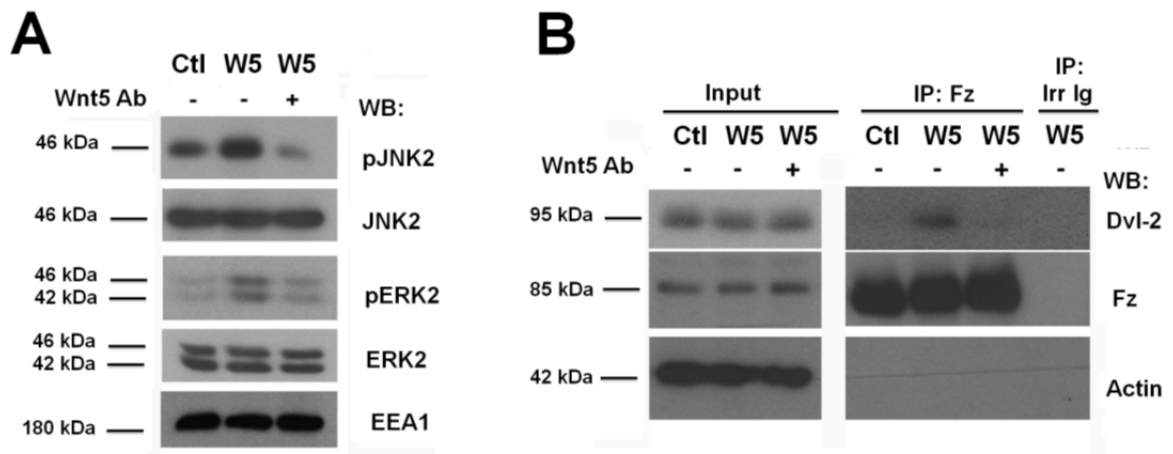 A
Ctl W5 W5
Wnt5 Ab - - + WB:
46 kDa pJNK2
46 kDa JNK2
46 kDa
42 kDa pERK2
46 kDa
42 kDa ERK2
180 kDa EEA1
B
Input IP: Fz IP: Irr Ig
Ctl W5 W5 Ctl W5 W5 W5
Wnt5 Ab - - + - - + -
WB:
95 kDa Dvl-2
85 kDa Fz
42 kDa Actin